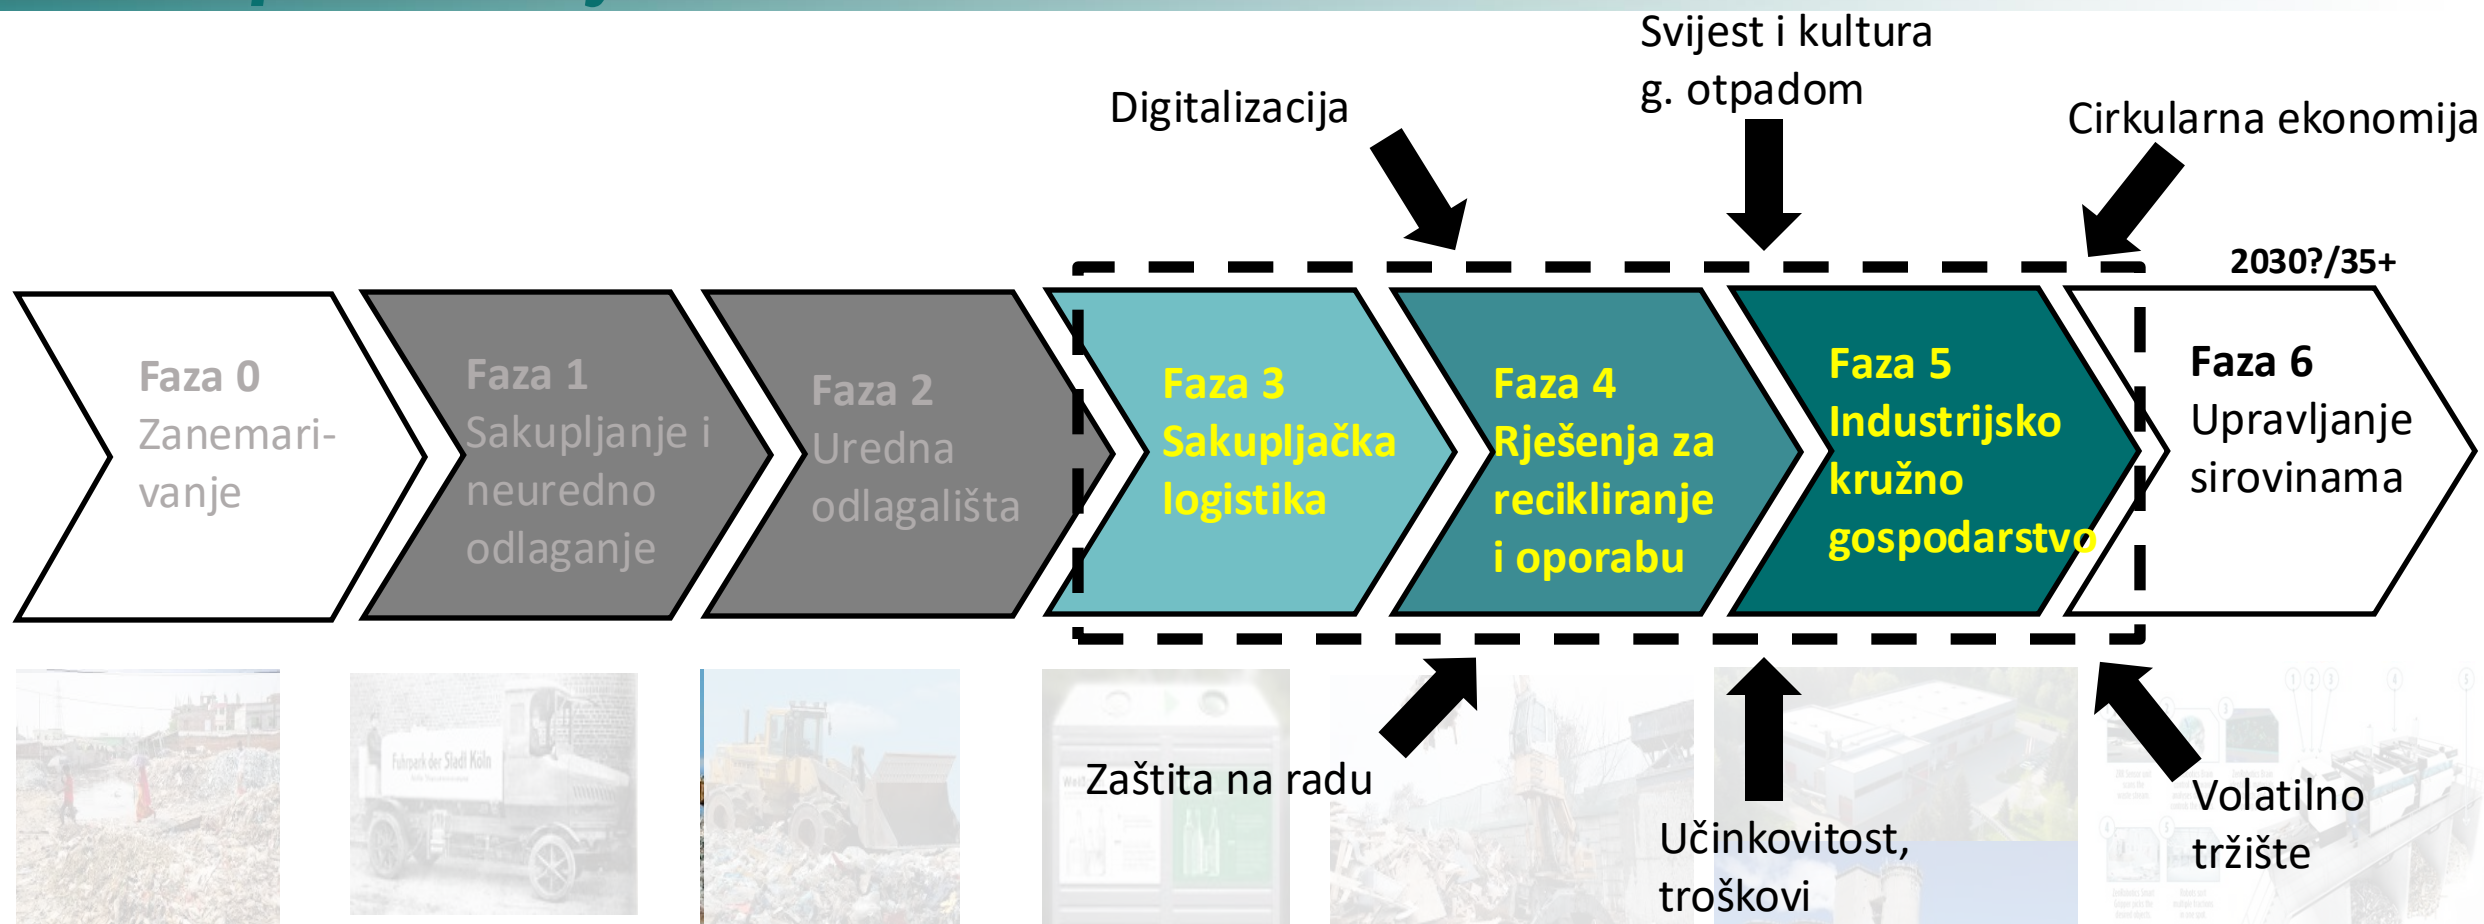 Svijest i kultura
g. otpadom
Digitalizacija
Cirkularna ekonomija
2030?/35+
Faza 0
Zanemari-
vanje
Faza 1
Sakupljanje i
neuredno
odlaganje
Faza 2
Uredna
odlagališta
Faza 3
Sakupljačka
logistika
Faza 4
Rješenja za
recikliranje
i oporabu
Faza 5
Industrijsko
kružno
gospodarstvo
Faza 6
Upravljanje
sirovinama
Fuhrpark der Stadt Köln
Zaštita na radu
Učinkovitost,
troškovi
Volatilno
tržište